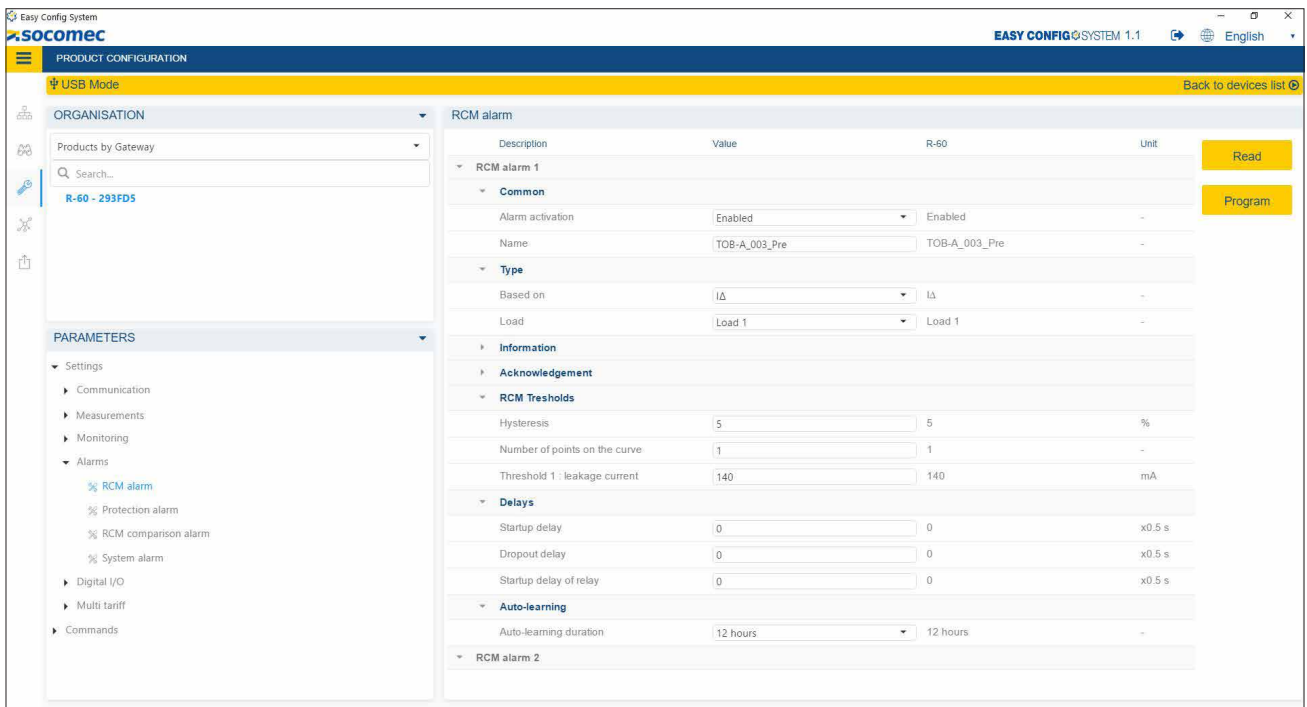 Easy Config System
socomec
EASY CONFIG SYSTEM 1.1 English
PRODUCT CONFIGURATION
USB Mode Back to devices list
ORGANISATION
Products by Gateway
Search...
R-60 - 293FD5
PARAMETERS
Settings
Communication
Measurements
Monitoring
Alarms
RCM alarm
Protection alarm
RCM comparison alarm
System alarm
Digital I/O
Multi tariff
Commands
RCM alarm
Description Value R-60 Unit
RCM alarm 1
Common
Alarm activation Enabled Enabled -
Name TOB-A_003_Pre TOB-A_003_Pre -
Type
Based on IΔ IΔ -
Load Load 1 Load 1 -
Information
Acknowledgement
RCM Tresholds
Hysteresis 5 5 %
Number of points on the curve 1 1 -
Threshold 1 : leakage current 140 140 mA
Delays
Startup delay 0 0 x0.5 s
Dropout delay 0 0 x0.5 s
Startup delay of relay 0 0 x0.5 s
Auto-learning
Auto-learning duration 12 hours 12 hours -
RCM alarm 2
Read
Program